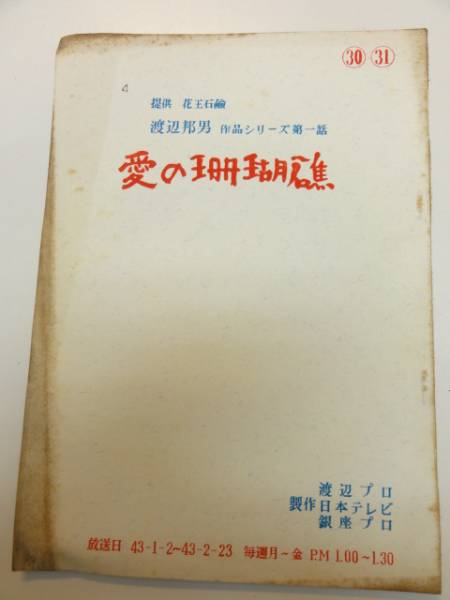 ㉚ ㉛
4
提供 花王石鹸
渡辺邦男 作品シリーズ第一話
愛の珊瑚礁
渡辺プロ
製作日本テレビ
銀座プロ
放送日 43-1-2~43-2-23 毎週月~金 P.M 1.00~1.30